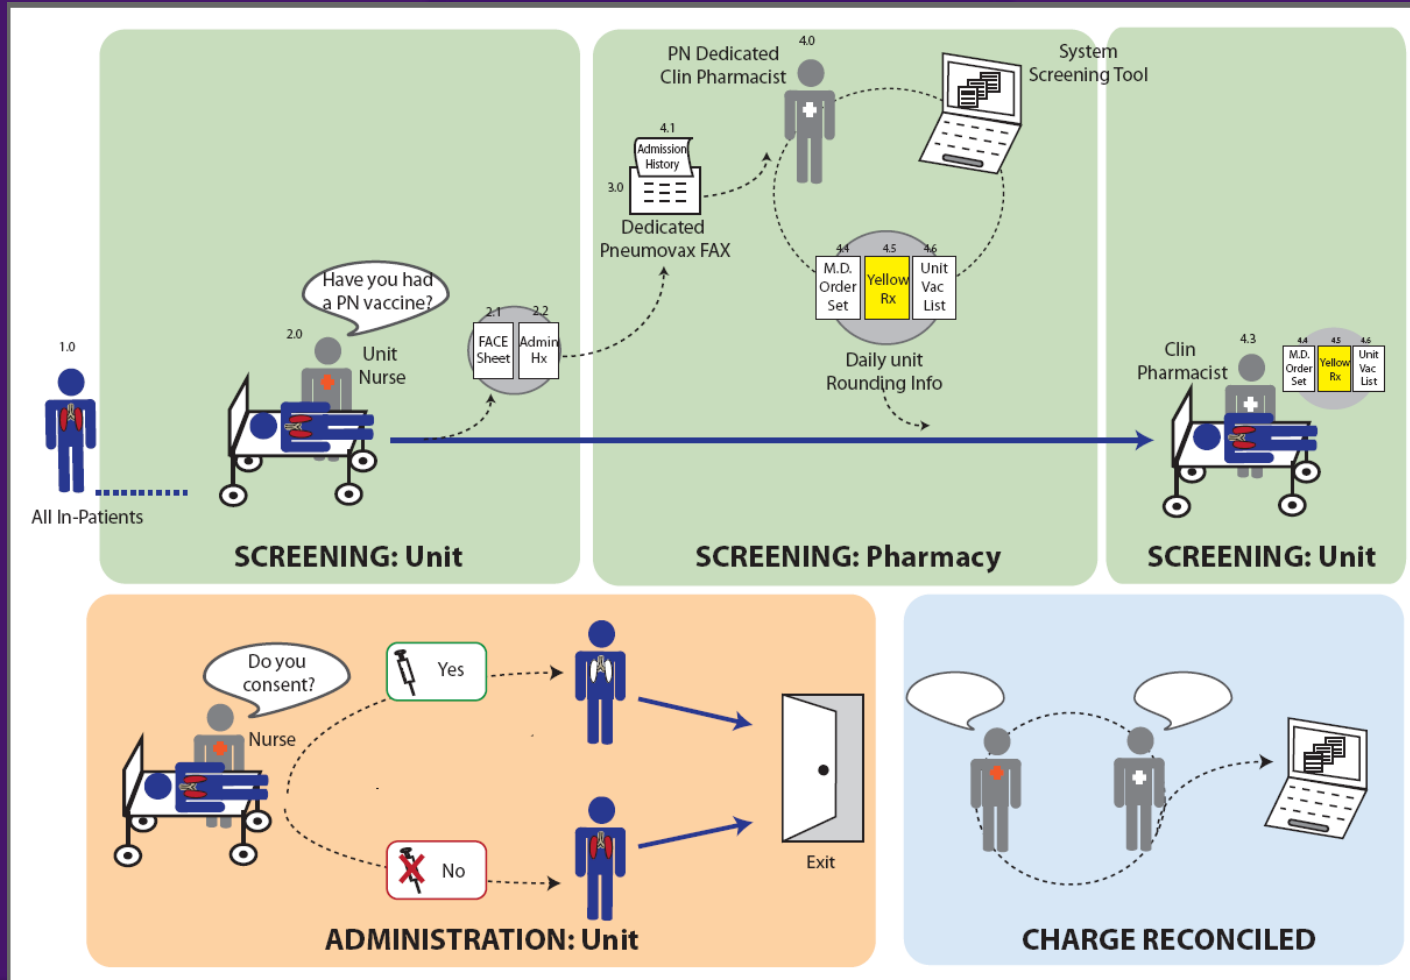 1.0
All In-Patients
Have you had
a PN vaccine?
2.0
Unit
Nurse
2.1
FACE
Sheet
2.2
Admin
Hx
SCREENING: Unit
4.0
PN Dedicated
Clin Pharmacist
System
Screening Tool
4.1
Admission
History
3.0
Dedicated
Pneumovax FAX
4.4
M.D.
Order
Set
4.5
Yellow
Rx
4.6
Unit
Vac
List
Daily unit
Rounding Info
SCREENING: Pharmacy
Clin
Pharmacist
4.3
4.4
M.D.
Order
Set
4.5
Yellow
Rx
4.6
Unit
Vac
List
SCREENING: Unit
Do you
consent?
Nurse
Yes
No
Exit
ADMINISTRATION: Unit
CHARGE RECONCILED